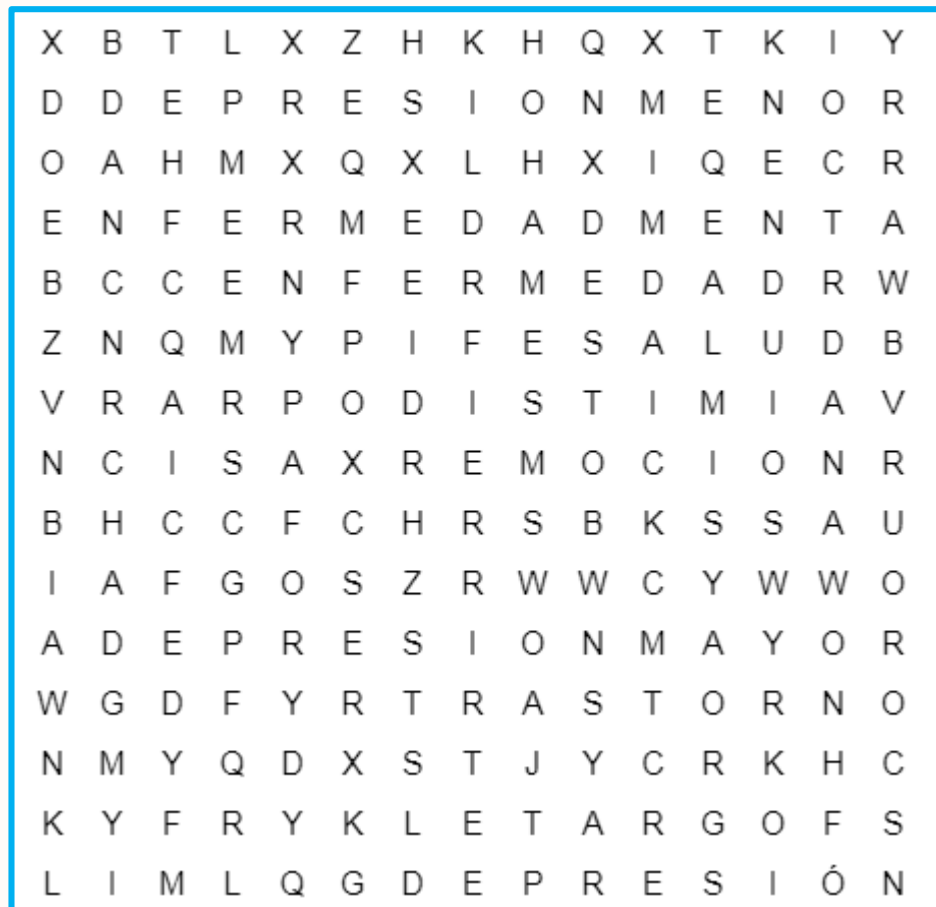 X B T L X Z H K H Q X T K I Y
D D E P R E S I O N M E N O R
O A H M X Q X L H X I Q E C R
E N F E R M E D A D M E N T A
B C C E N F E R M E D A D R W
Z N Q M Y P I F E S A L U D B
V R A R P O D I S T I M I A V
N C I S A X R E M O C I O N R
B H C C F C H R S B K S S A U
I A F G O S Z R W W C Y W W O
A D E P R E S I O N M A Y O R
W G D F Y R T R A S T O R N O
N M Y Q D X S T J Y C R K H C
K Y F R Y K L E T A R G O F S
L I M L Q G D E P R E S I Ó N